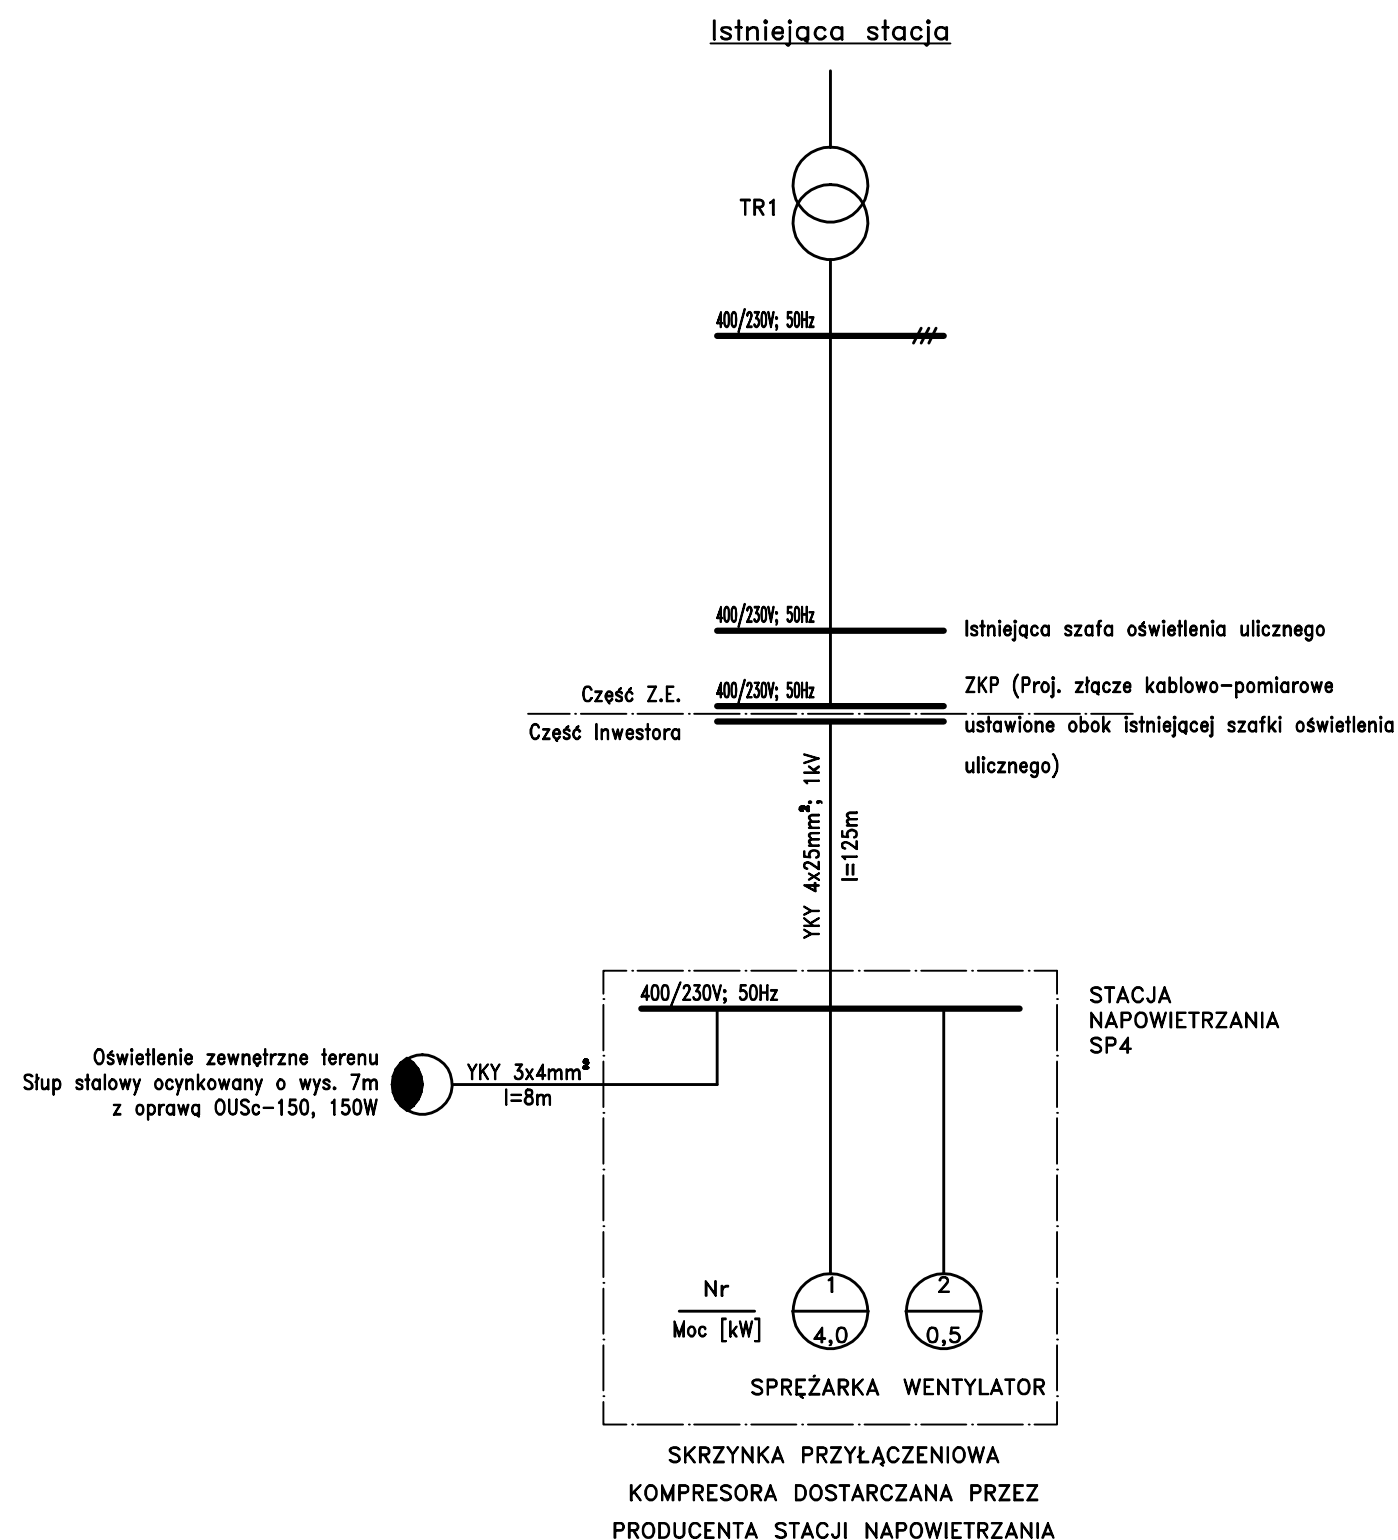 Istniejąca stacja
TR1
400/230V; 50Hz
400/230V; 50Hz
Istniejąca szafa oświetlenia ulicznego
Część Z.E.
400/230V; 50Hz
ZKP (Proj. złącze kablowo-pomiarowe
Część Inwestora
ustawione obok istniejącej szafki oświetlenia
ulicznego)
YKY 4x25mm²; 1kV
l=125m
400/230V; 50Hz
STACJA
NAPOWIETRZANIA
SP4
Oświetlenie zewnętrzne terenu
Słup stalowy ocynkowany o wys. 7m
z oprawą OUSc-150, 150W
YKY 3x4mm²
l=8m
Nr
Moc [kW]
1
4,0
2
0,5
SPRĘŻARKA
WENTYLATOR
SKRZYNKA PRZYŁĄCZENIOWA
KOMPRESORA DOSTARCZANA PRZEZ
PRODUCENTA STACJI NAPOWIETRZANIA